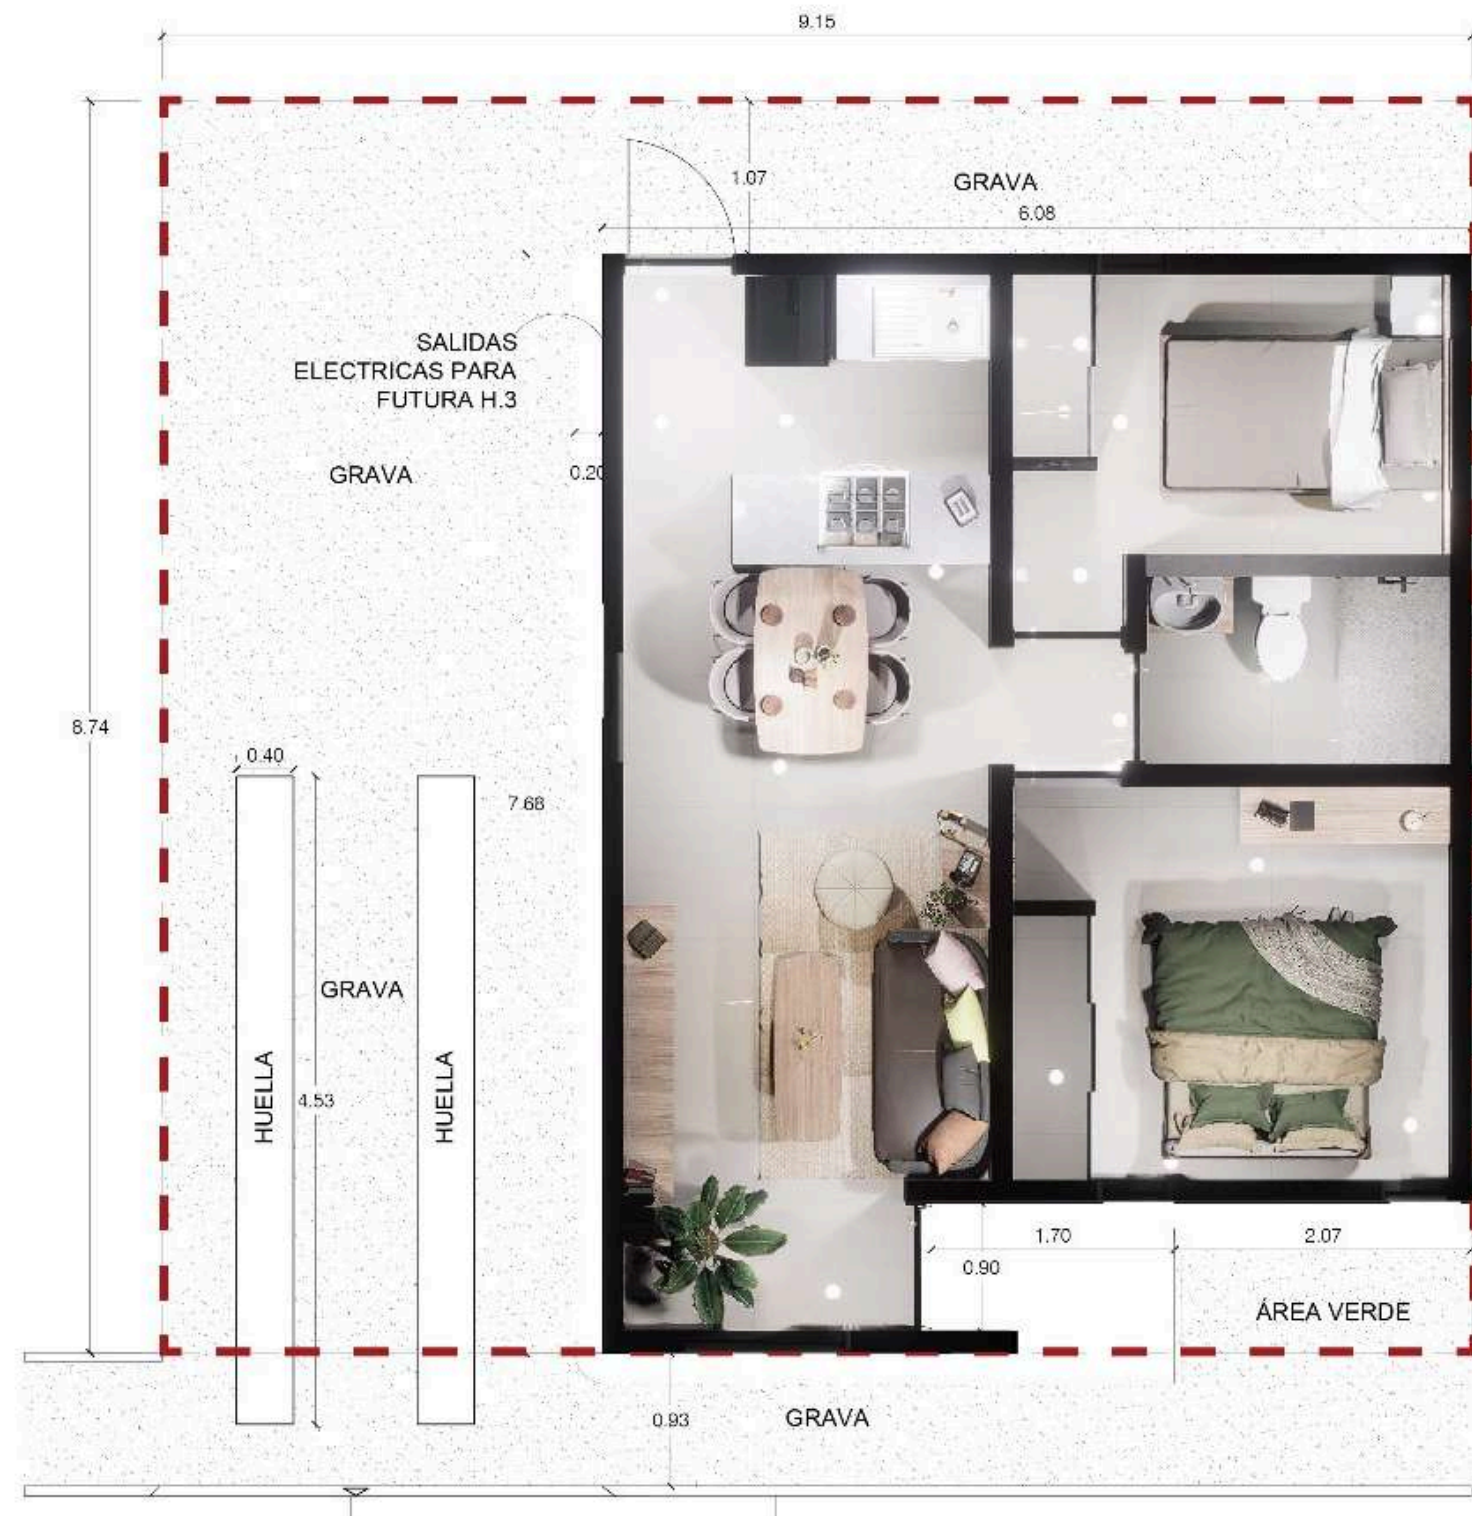 9.15
1.07
GRAVA
6.08
SALIDAS
ELECTRICAS PARA
FUTURA H.3
GRAVA
0.20
8.74
0.40
7.68
GRAVA
HUELLA
4.53
HUELLA
1.70
2.07
0.90
ÁREA VERDE
0.93
GRAVA